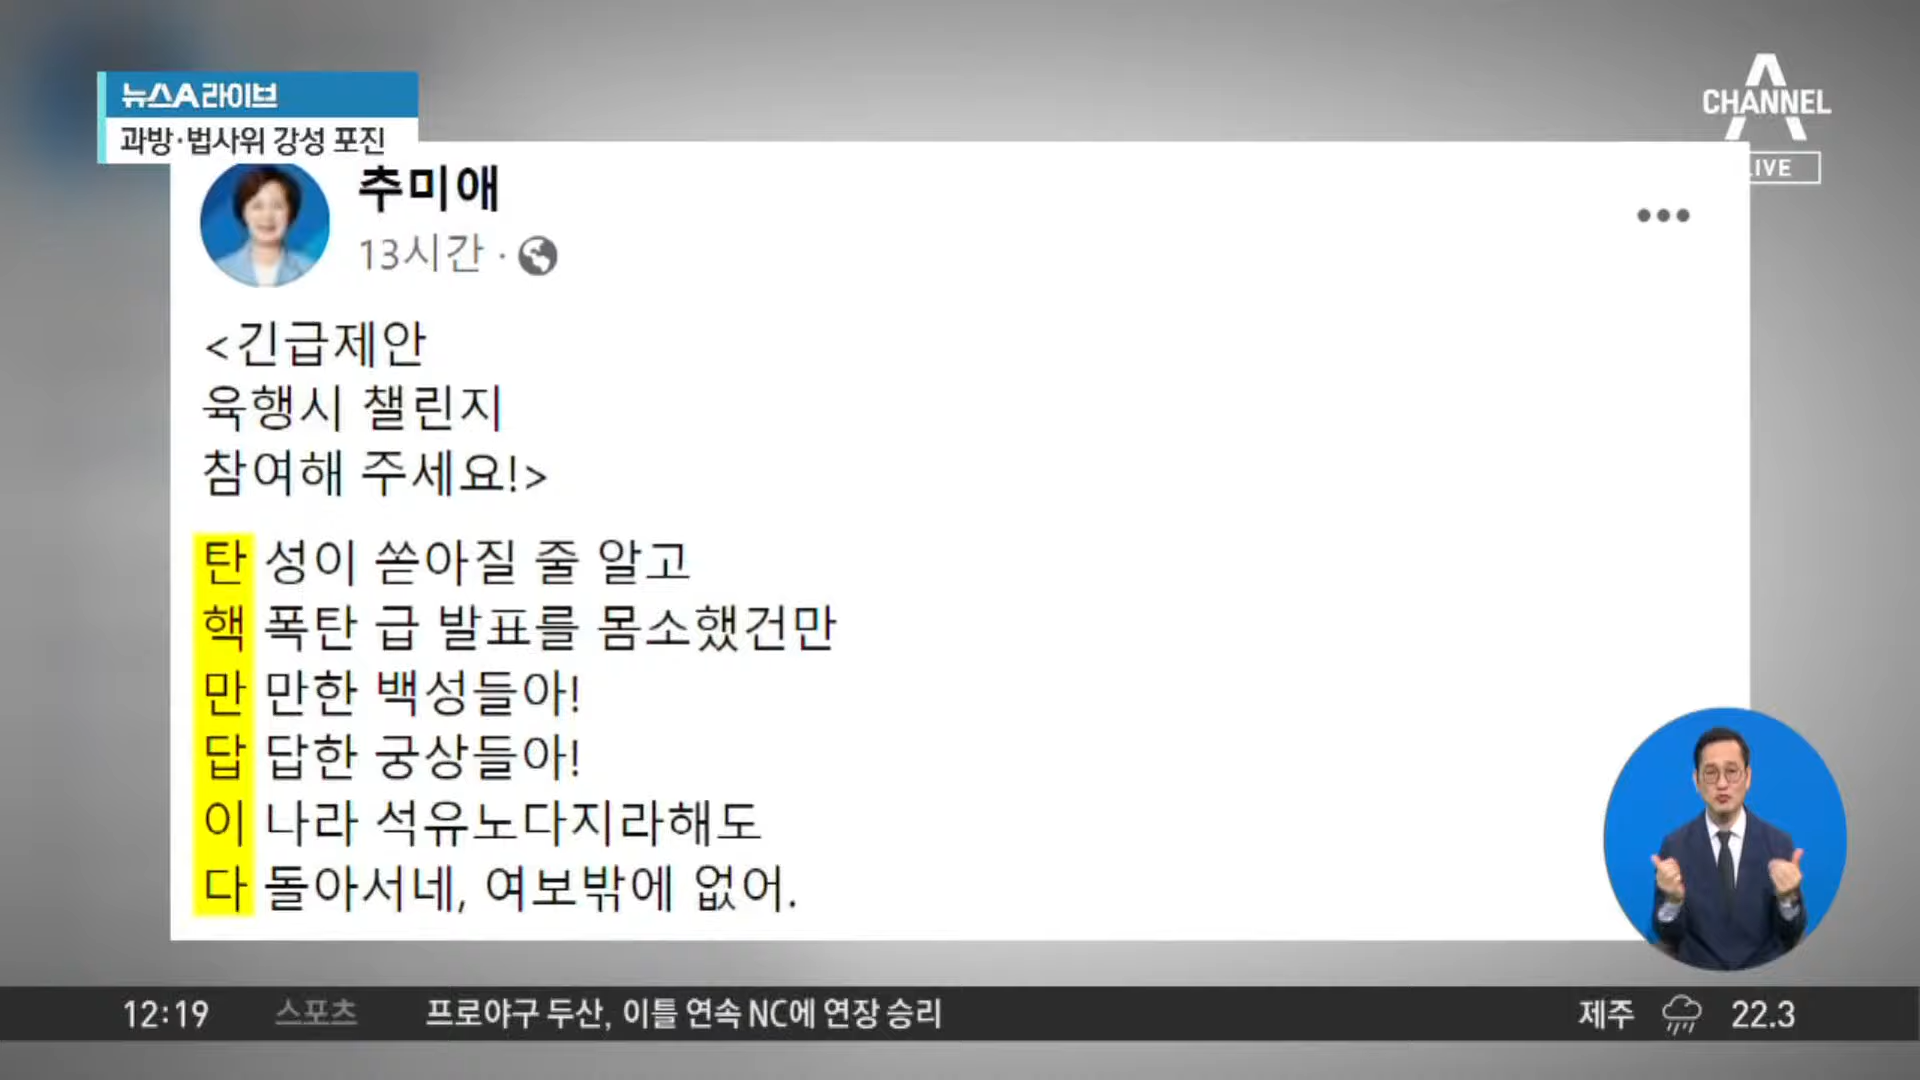 뉴스A 라이브
과방·법사위 강성 포진
CHANNEL A
LIVE
추미애
13시간 ·
<긴급제안
육행시 챌린지
참여해 주세요!>
탄 성이 쏟아질 줄 알고
핵 폭탄 급 발표를 몸소했건만
만 만한 백성들아!
답 답한 궁상들아!
이 나라 석유노다지라해도
다 돌아서네, 여보밖에 없어.
12:19 스포츠 프로야구 두산, 이틀 연속 NC에 연장 승리 제주 22.3